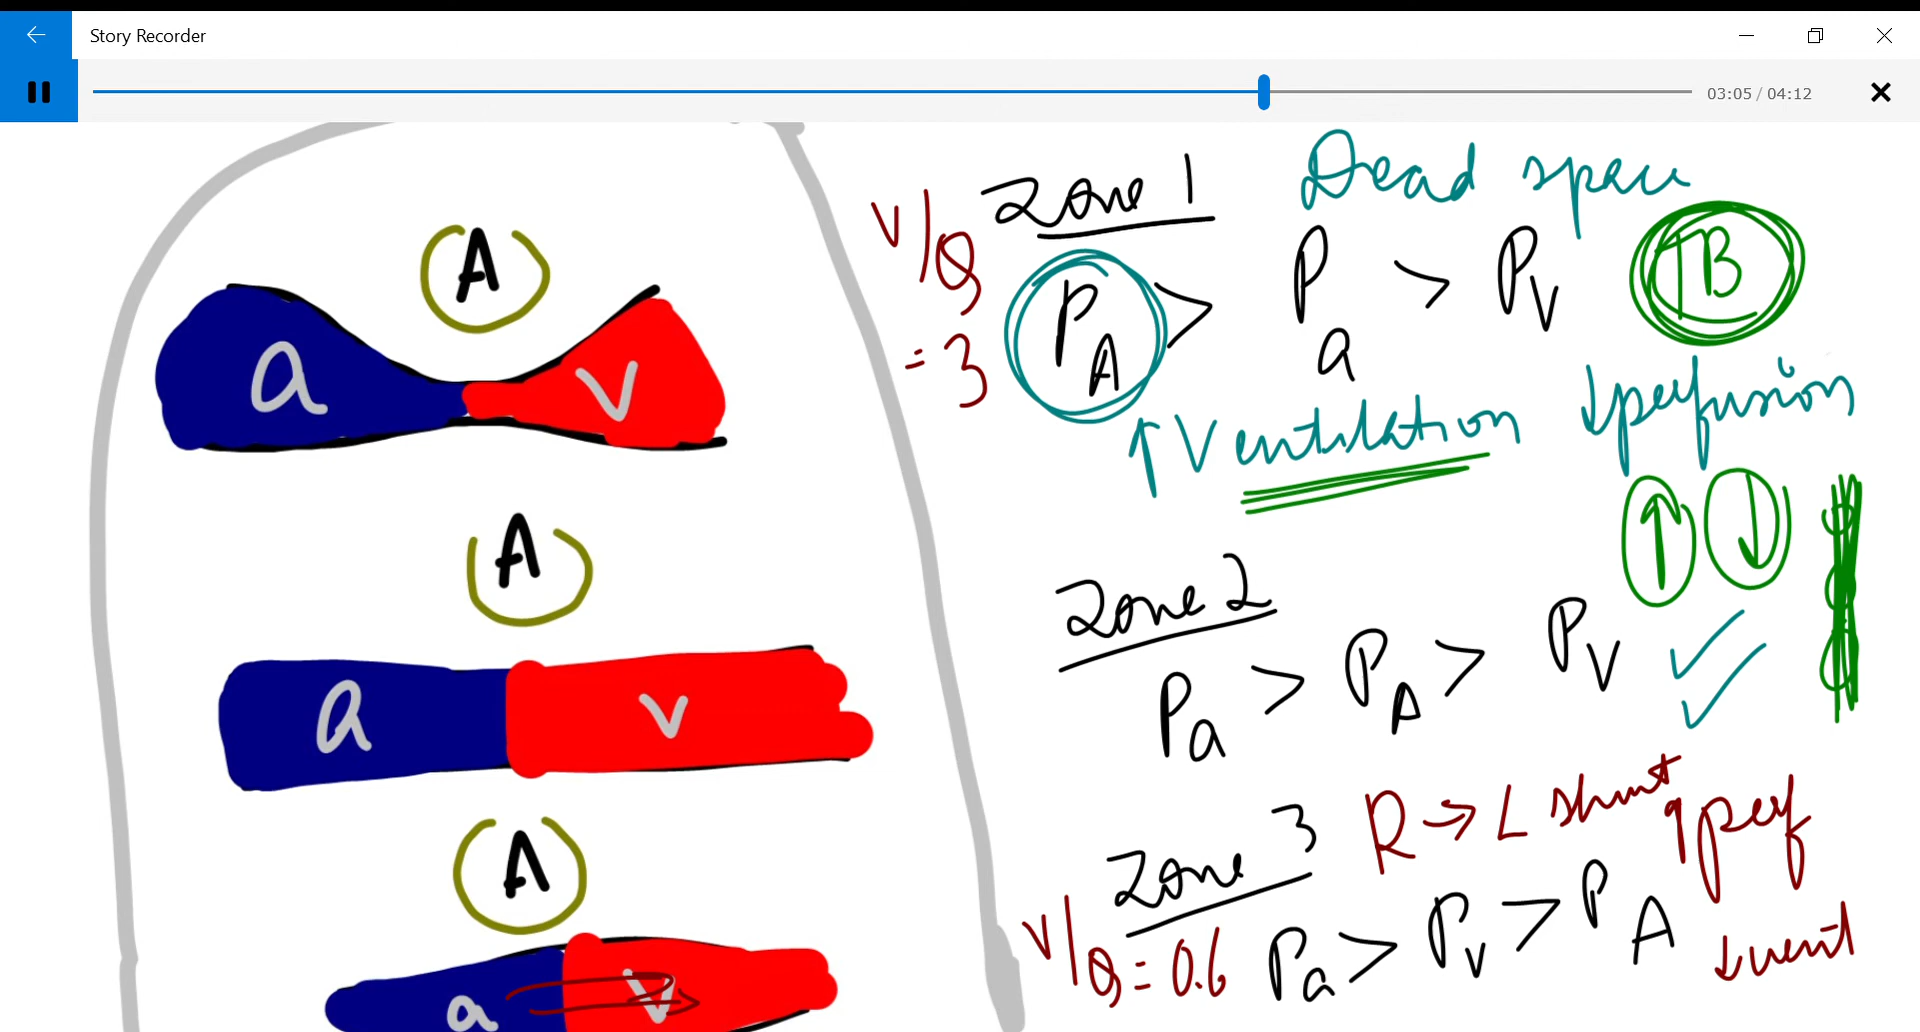 Story Recorder
03:05 / 04:12
Zone 1
Dead space
V/Q = 3
PA > Pa > PV
↑TB
↑ Ventilation
↓perfusion
↑ ↓
Zone 2
Pa > PA > PV
Zone 3
R → L shunt
↑perf
V/Q = 0.6
Pa > Pv > PA
↓vent
A
a v
A
a v
A
a v